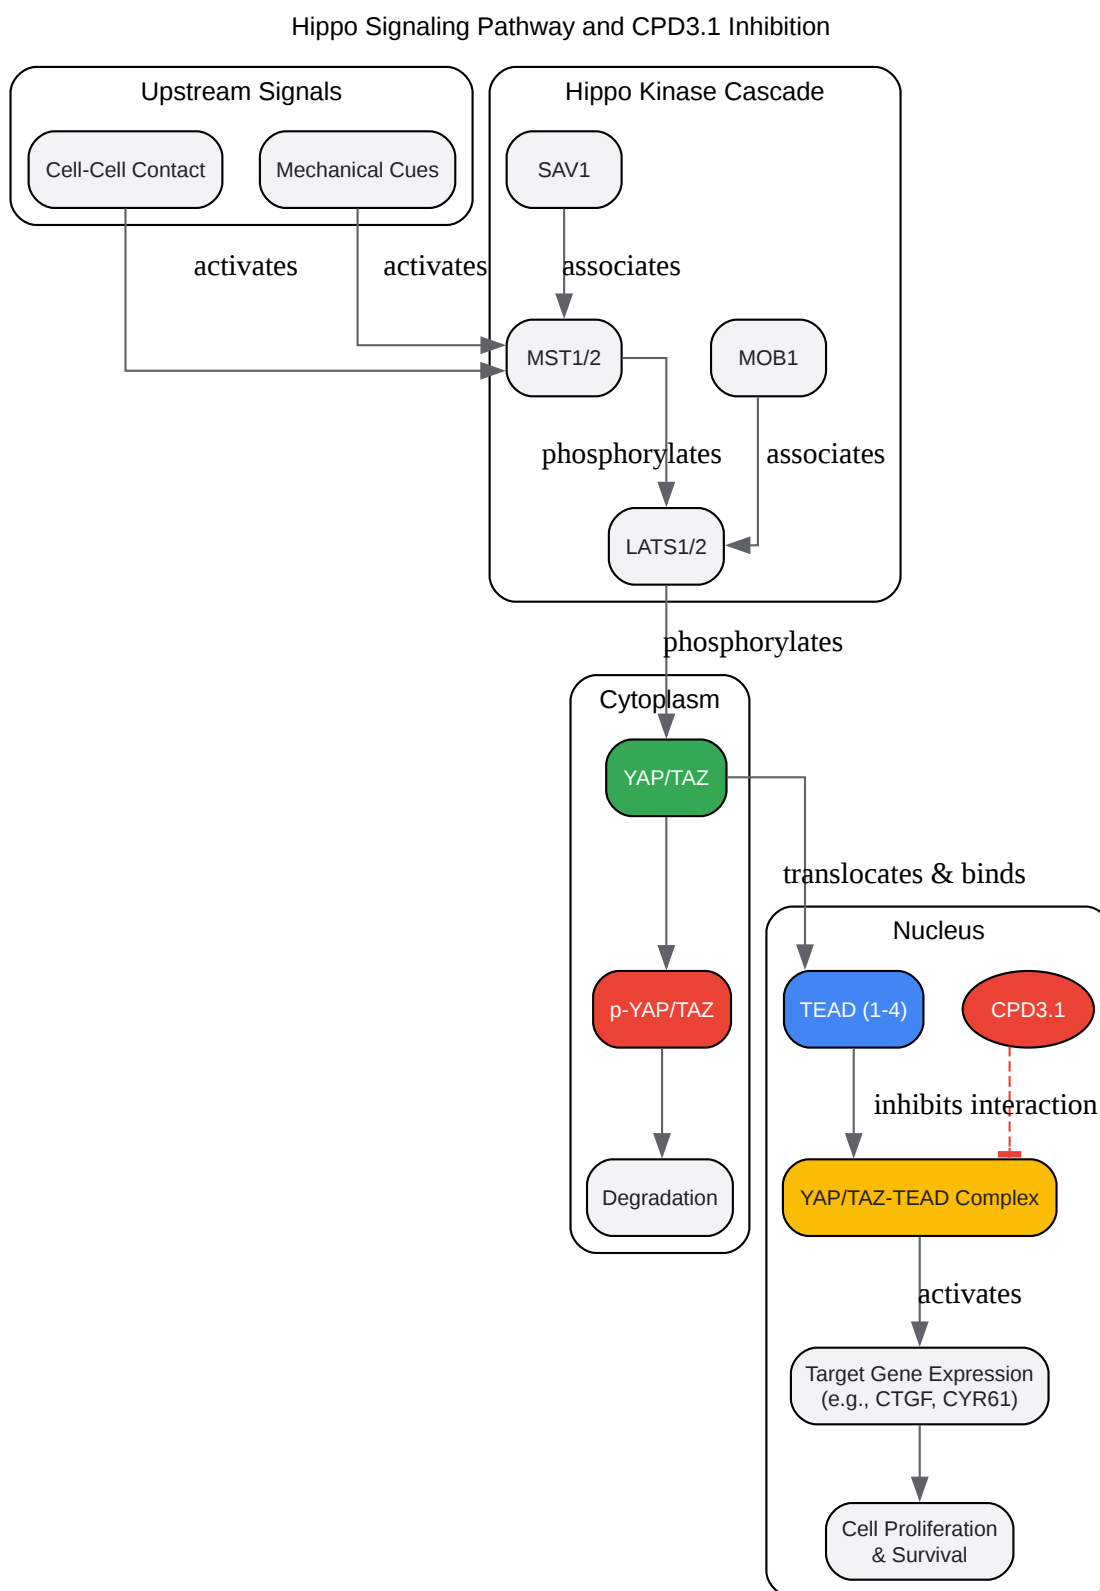 Hippo Signaling Pathway and CPD3.1 Inhibition
Upstream Signals
Hippo Kinase Cascade
Cell-Cell Contact
Mechanical Cues
SAV1
activates
activates
associates
MST1/2
MOB1
phosphorylates
associates
LATS1/2
phosphorylates
Cytoplasm
YAP/TAZ
translocates & binds
Nucleus
p-YAP/TAZ
TEAD (1-4)
CPD3.1
inhibits interaction
Degradation
YAP/TAZ-TEAD Complex
activates
Target Gene Expression
(e.g., CTGF, CYR61)
Cell Proliferation
& Survival